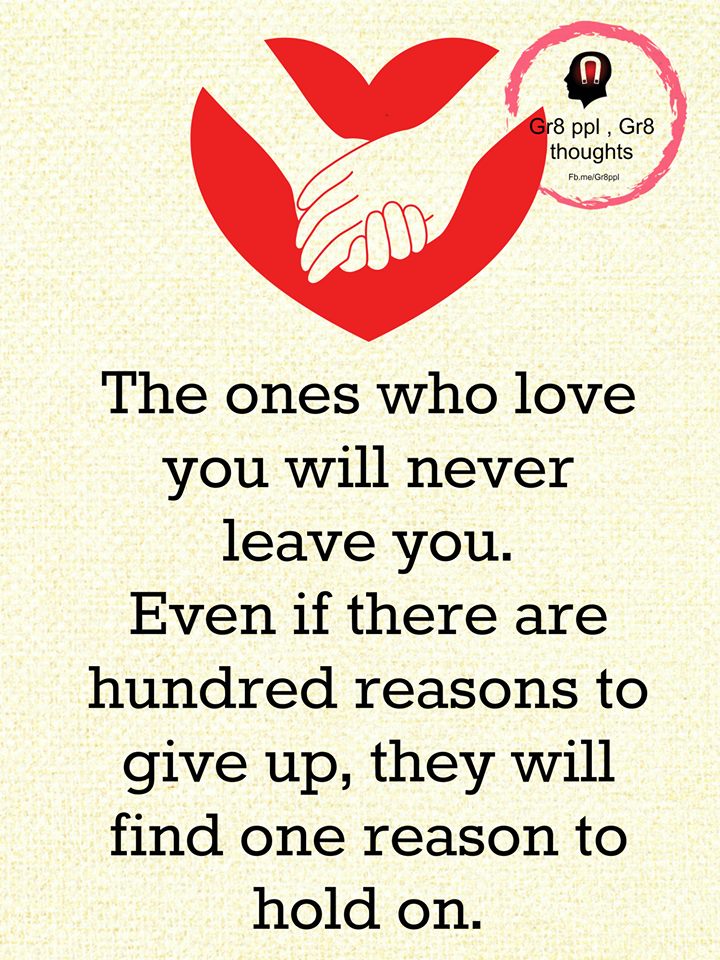 Gr8 ppl , Gr8
thoughts
Fb.me/Gr8ppl
The ones who love
you will never
leave you.
Even if there are
hundred reasons to
give up, they will
find one reason to
hold on.